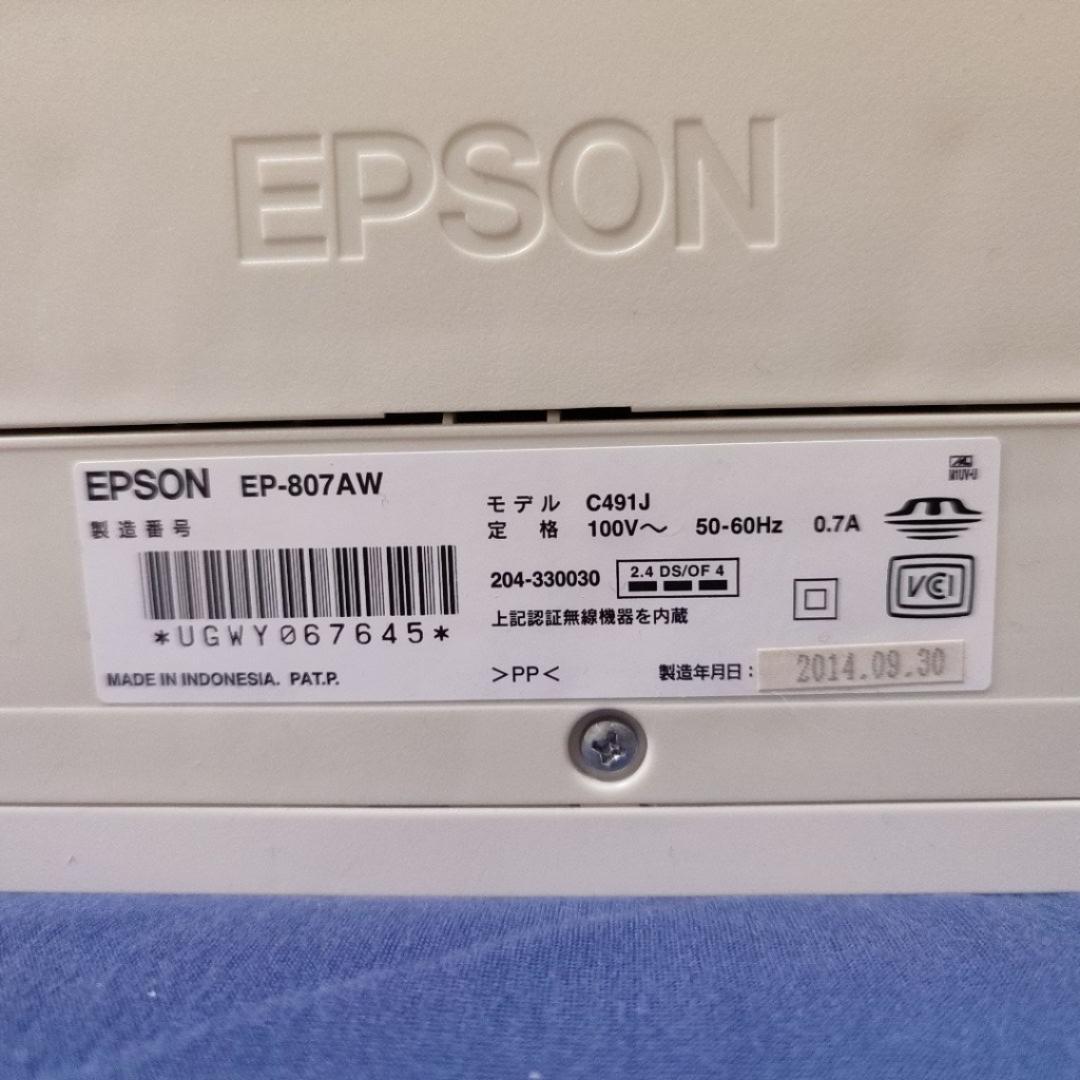 EPSON
EPSON EP-807AW
製造番号
*UGWY067645*
MADE IN INDONESIA. PAT.P.
モデル C491J
定格 100V～ 50-60Hz 0.7A
204-330030 2.4 DS/OF 4
上記認証無線機器を内蔵
>PP<
製造年月日: 2014.09.30
VCI